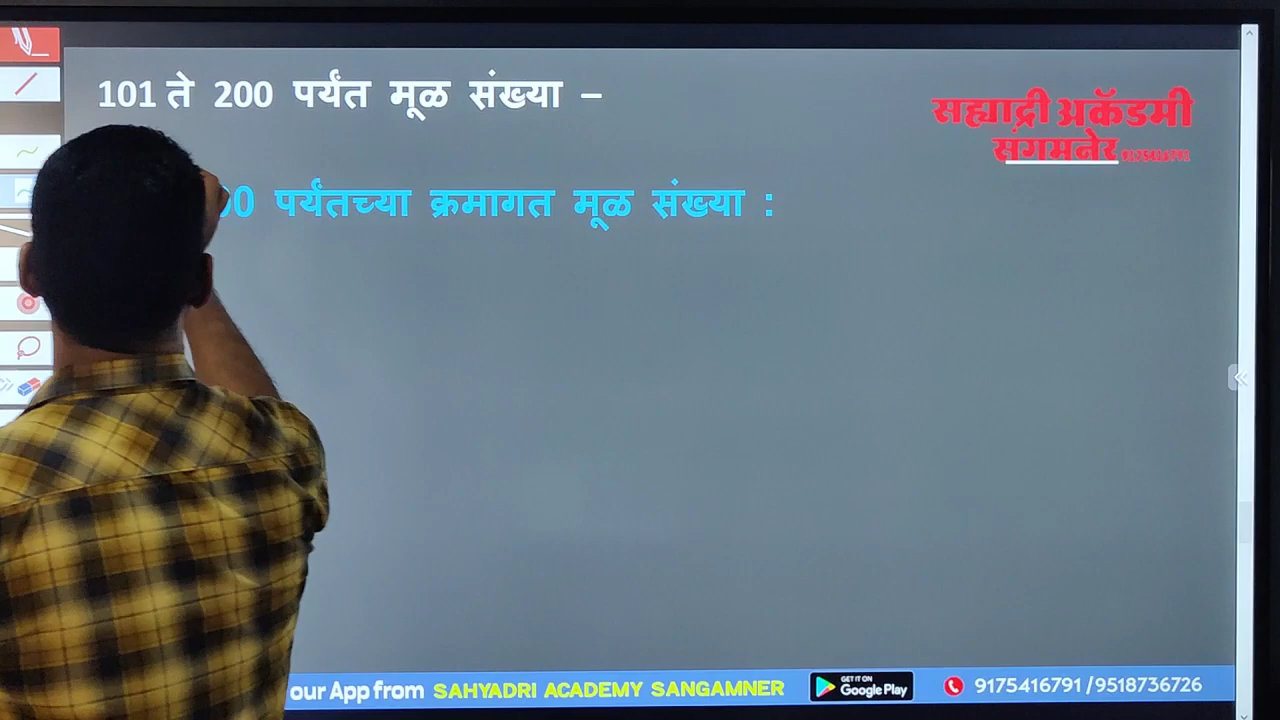 101 ते 200 पर्यंत मूळ संख्या –
सह्याद्री अकॅडमी
संगमनेर 9175416791
पर्यंतच्या क्रमागत मूळ संख्या :
our App from SAHYADRI ACADEMY SANGAMNER GET IT ON Google Play 9175416791 /9518736726